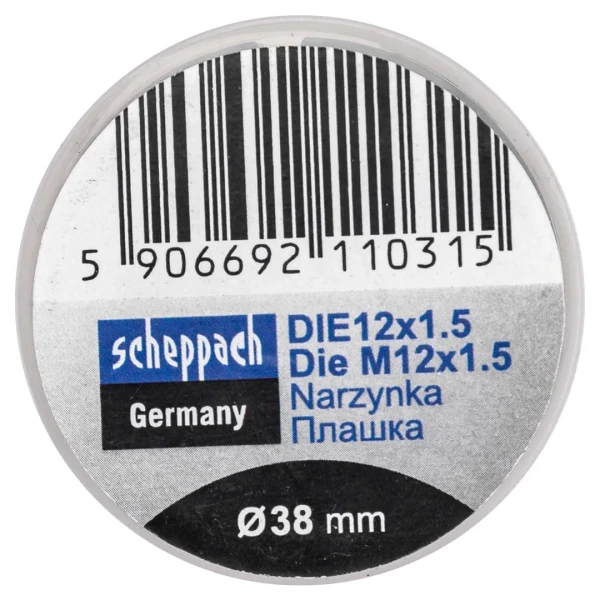 5 906692 110315
scheppach
Germany
DIE12x1.5
Die M12x1.5
Narzynka
Плашка
Ø38 mm